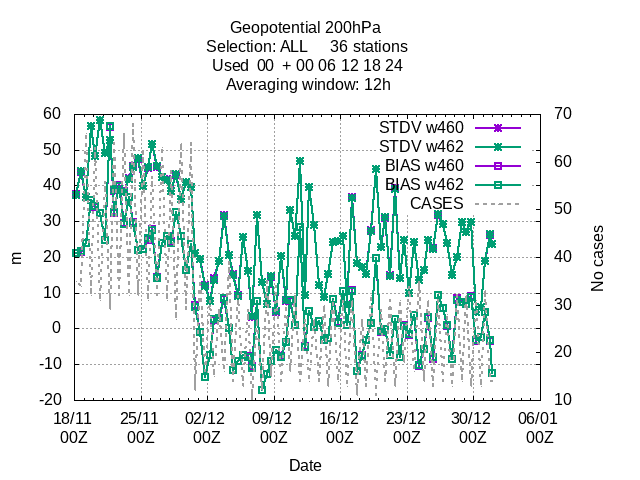 Geopotential 200hPa
Selection: ALL 36 stations
Used 00 + 00 06 12 18 24
Averaging window: 12h
60 70
STDV w460
50 STDV w462
60
BIAS w460
40 BIAS w462
CASES
50
30
20 40
m No cases
10
30
0
20
-10
-20 10
18/11 25/11 02/12 09/12 16/12 23/12 30/12 06/01
00Z 00Z 00Z 00Z 00Z 00Z 00Z 00Z
Date